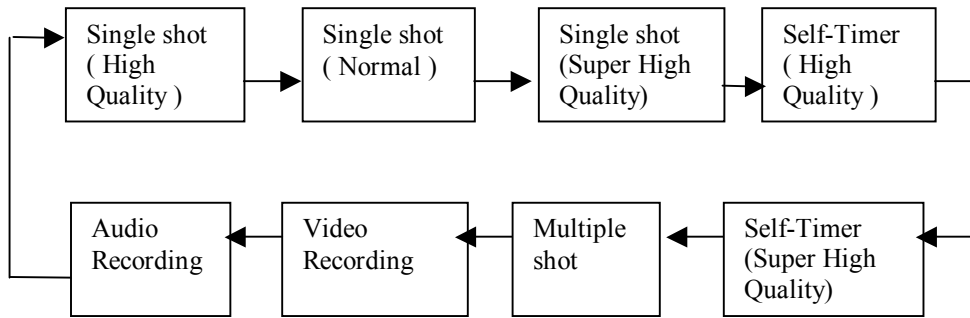 Single shot
( High
Quality )
Single shot
( Normal )
Single shot
(Super High
Quality)
Self-Timer
( High
Quality )
Audio
Recording
Video
Recording
Multiple
shot
Self-Timer
(Super High
Quality)